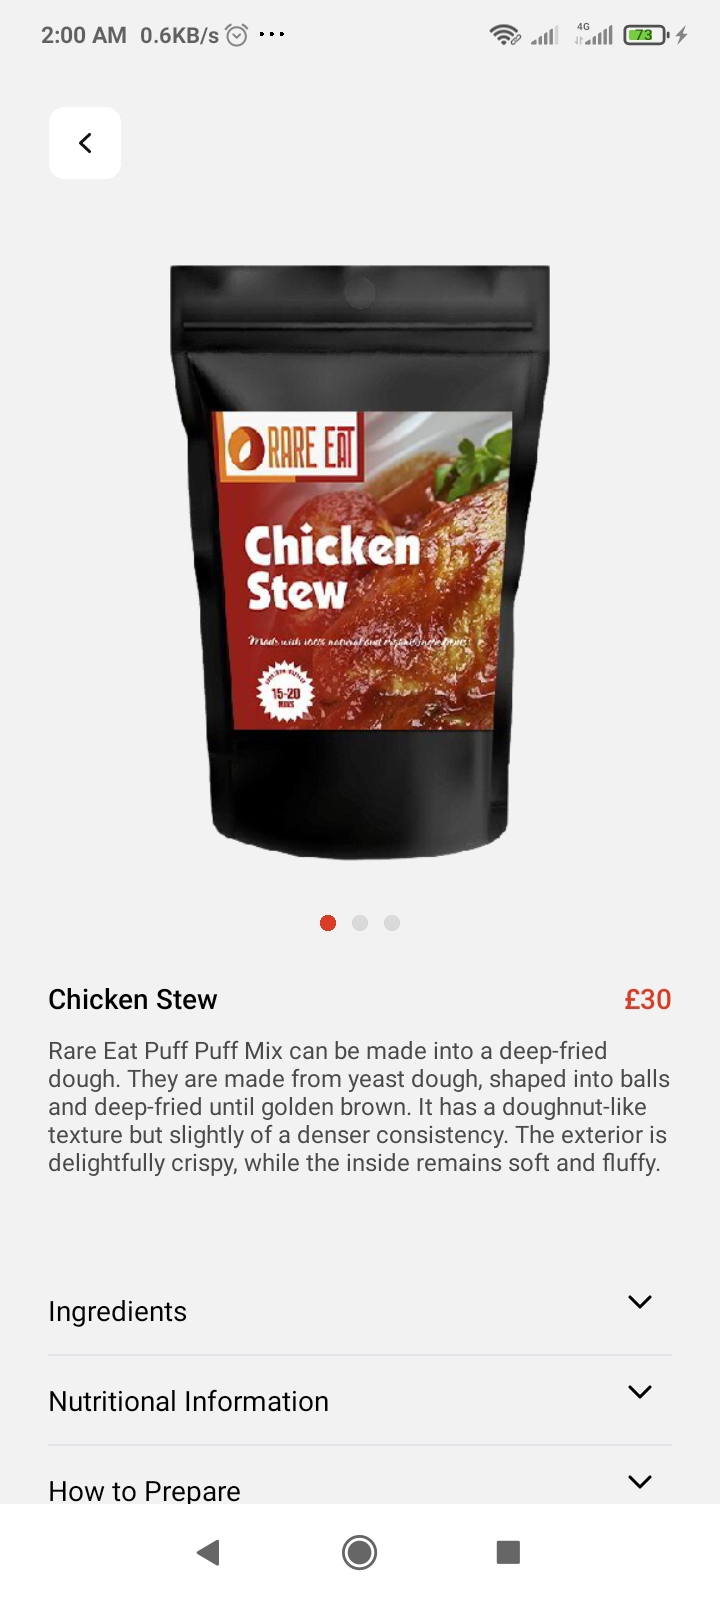 2:00 AM 0.6KB/s
4G
73
RARE EAT
Chicken
Stew
Made with 100% natural and organic ingredients
15-20
MINS
Chicken Stew
£30
Rare Eat Puff Puff Mix can be made into a deep-fried
dough. They are made from yeast dough, shaped into balls
and deep-fried until golden brown. It has a doughnut-like
texture but slightly of a denser consistency. The exterior is
delightfully crispy, while the inside remains soft and fluffy.
Ingredients
Nutritional Information
How to Prepare